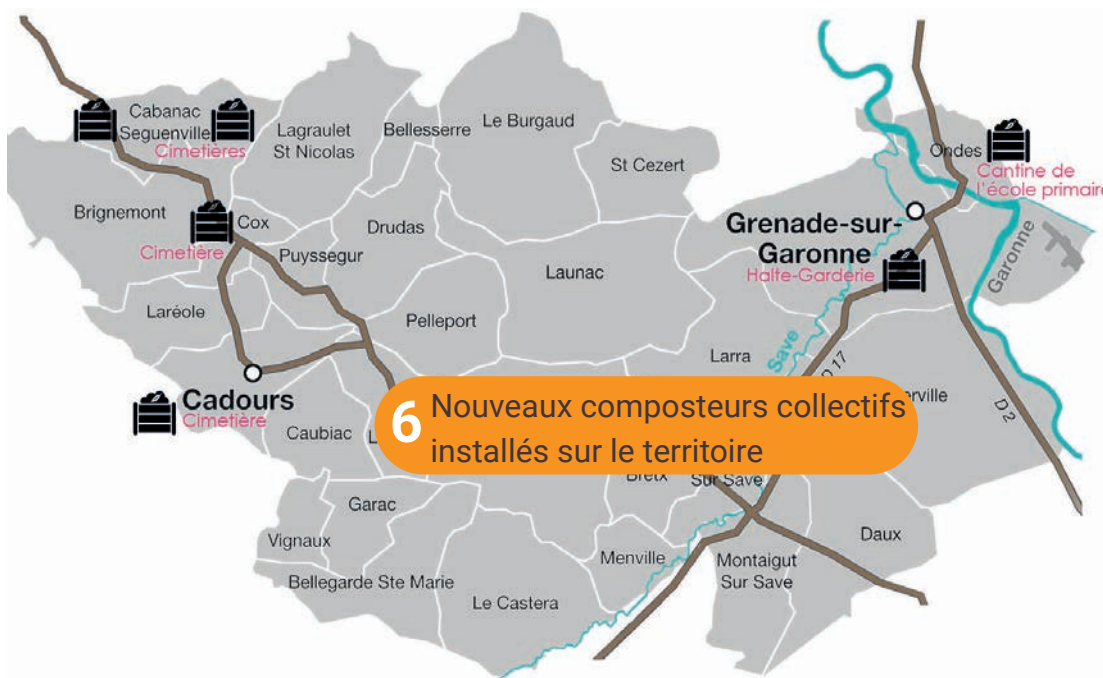 Cabanac
Seguenville
Cimetières
Lagraulet
St Nicolas
Bellesserre
Le Burgaud
St Cezert
Ondes
Cantine de
l'école primaire
Brignemont
Cox
Cimetière
Puyssegur
Drudas
Grenade-sur-
Garonne
Halte-Garderie
Garonne
Launac
Laréole
Pelleport
Save
Larra
D 17
D 2
Cadours
Cimetière
Caubiac
6 Nouveaux composteurs collectifs
installés sur le territoire
Bretx
Sur Save
Garac
Vignaux
Menville
Daux
Montaigut
Sur Save
Bellegarde Ste Marie
Le Castera